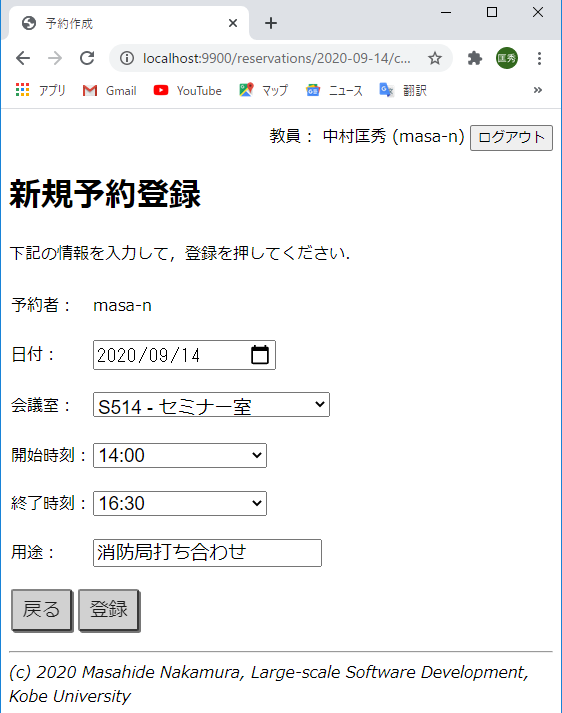 予約作成
localhost:9900/reservations/2020-09-14/c...
匡秀
アプリ Gmail YouTube マップ ニュース 翻訳 »
教員： 中村匡秀 (masa-n) ログアウト
新規予約登録
下記の情報を入力して，登録を押してください．
予約者： masa-n
日付： 2020/09/14
会議室： S514 - セミナー室
開始時刻： 14:00
終了時刻： 16:30
用途： 消防局打ち合わせ
戻る 登録
(c) 2020 Masahide Nakamura, Large-scale Software Development,
Kobe University